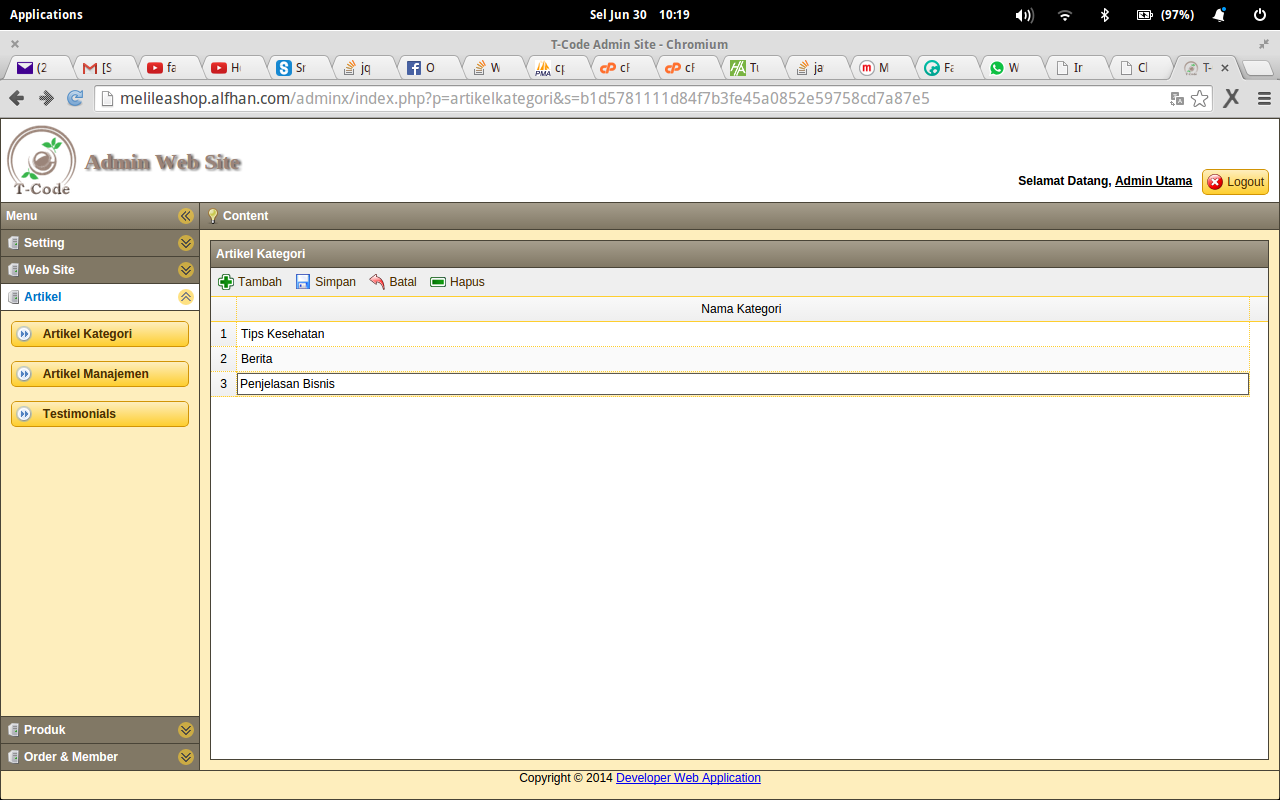 Applications Sel Jun 30 10:19 (97%)
T-Code Admin Site - Chromium
(2 [S fa Sr jq O W cp cF cF Tu ja M Fa W Ir Cl T-
melileashop.alfhan.com/adminx/index.php?p=artikelkategori&s=b1d5781111d84f7b3fe45a0852e59758cd7a87e5
T-Code
Admin Web Site
Selamat Datang, Admin Utama Logout
Menu
Content
Setting
Web Site
Artikel
Artikel Kategori
Artikel Manajemen
Testimonials
Produk
Order & Member
Artikel Kategori
Tambah Simpan Batal Hapus
Nama Kategori
1 Tips Kesehatan
2 Berita
3 Penjelasan Bisnis
Copyright © 2014 Developer Web Application